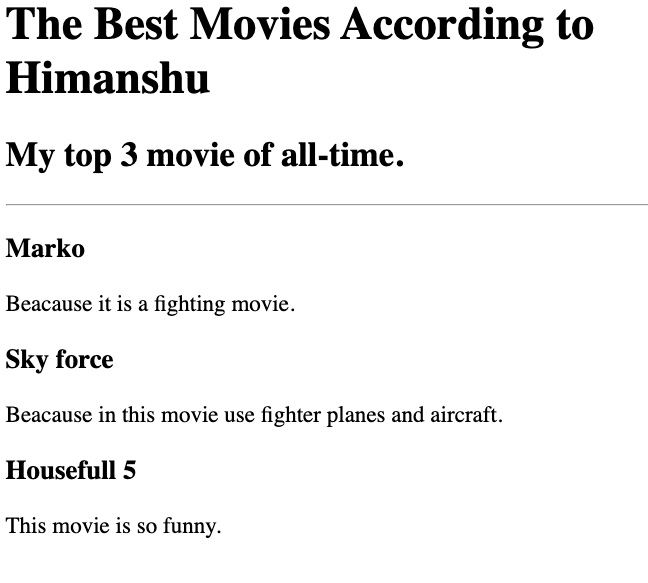 The Best Movies According to
Himanshu
My top 3 movie of all-time.
Marko
Beacause it is a fighting movie.
Sky force
Beacause in this movie use fighter planes and aircraft.
Housefull 5
This movie is so funny.